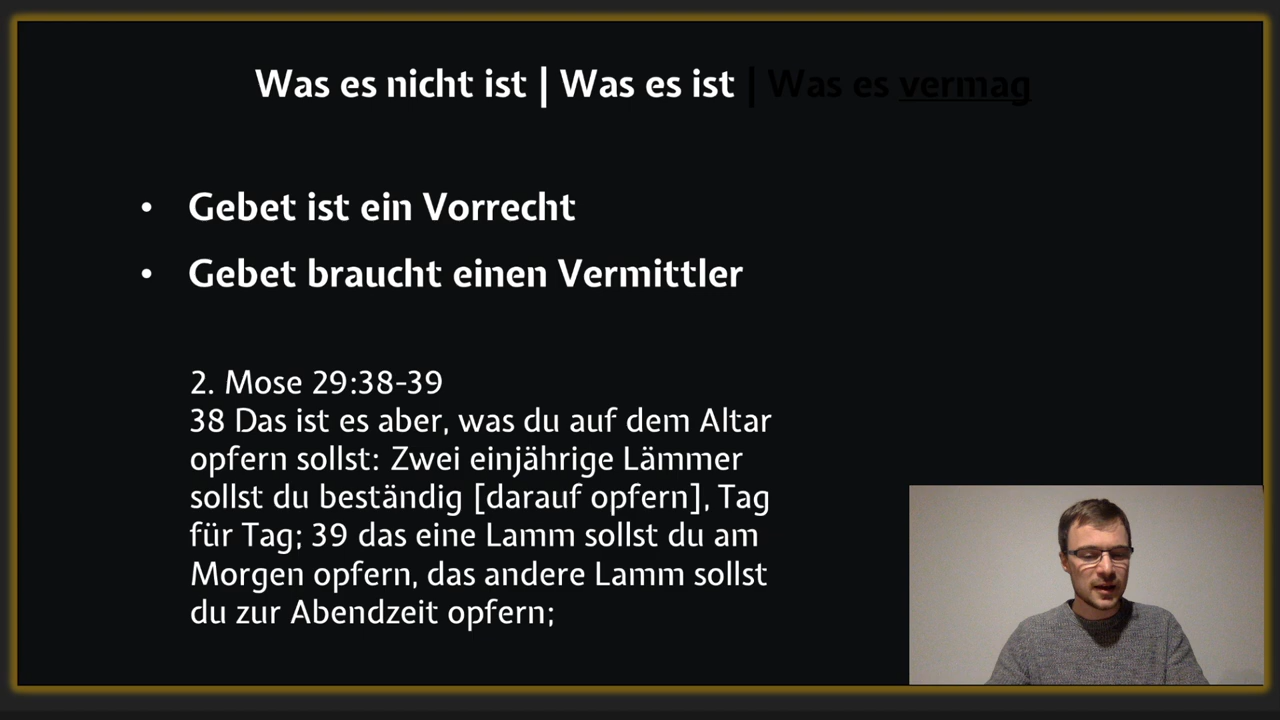 Was es nicht ist | Was es ist | Was es vermag
• Gebet ist ein Vorrecht
• Gebet braucht einen Vermittler
2. Mose 29:38-39
38 Das ist es aber, was du auf dem Altar
opfern sollst: Zwei einjährige Lämmer
sollst du beständig [darauf opfern], Tag
für Tag; 39 das eine Lamm sollst du am
Morgen opfern, das andere Lamm sollst
du zur Abendzeit opfern;